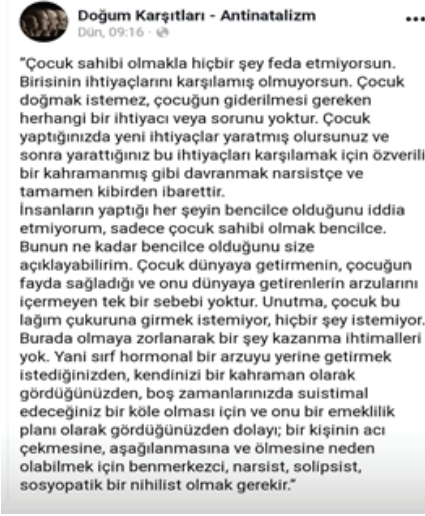 Doğum Karşıtları - Antinatalizm
Dün, 09:16 ·
“Çocuk sahibi olmakla hiçbir şey feda etmiyorsun.
Birisinin ihtiyaçlarını karşılamış olmuyorsun. Çocuk
doğmak istemez, çocuğun giderilmesi gereken
herhangi bir ihtiyacı veya sorunu yoktur. Çocuk
yaptığınızda yeni ihtiyaçlar yaratmış olursunuz ve
sonra yarattığınız bu ihtiyaçları karşılamak için özverili
bir kahramanmış gibi davranmak narsistçe ve
tamamen kibirden ibarettir.
İnsanların yaptığı her şeyin bencilce olduğunu iddia
etmiyorum, sadece çocuk sahibi olmak bencilce.
Bunun ne kadar bencilce olduğunu size
açıklayabilirim. Çocuk dünyaya getirmenin, çocuğun
fayda sağladığı ve onu dünyaya getirenlerin arzularını
içermeyen tek bir sebebi yoktur. Unutma, çocuk bu
lağım çukuruna girmek istemiyor, hiçbir şey istemiyor.
Burada olmaya zorlanarak bir şey kazanma ihtimalleri
yok. Yani sırf hormonal bir arzuyu yerine getirmek
istediğinizden, kendinizi bir kahraman olarak
gördüğünüzden, boş zamanlarınızda suistimal
edeceğiniz bir köle olması için ve onu bir emeklilik
planı olarak gördüğünüzden dolayı; bir kişinin acı
çekmesine, aşağılanmasına ve ölmesine neden
olabilmek için benmerkezci, narsist, solipsist,
sosyopatik bir nihilist olmak gerekir.”